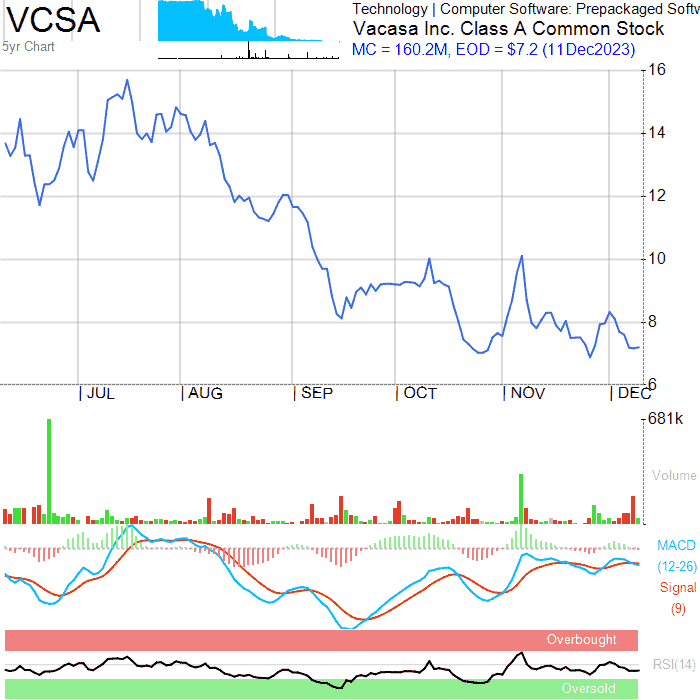 VCSA
5yr Chart
Technology | Computer Software: Prepackaged Softw
Vacasa Inc. Class A Common Stock
MC = 160.2M, EOD = $7.2 (11Dec2023)
16
14
12
10
8
6
JUL AUG SEP OCT NOV DEC
681k
Volume
MACD
(12-26)
Signal
(9)
Overbought
RSI(14)
Oversold